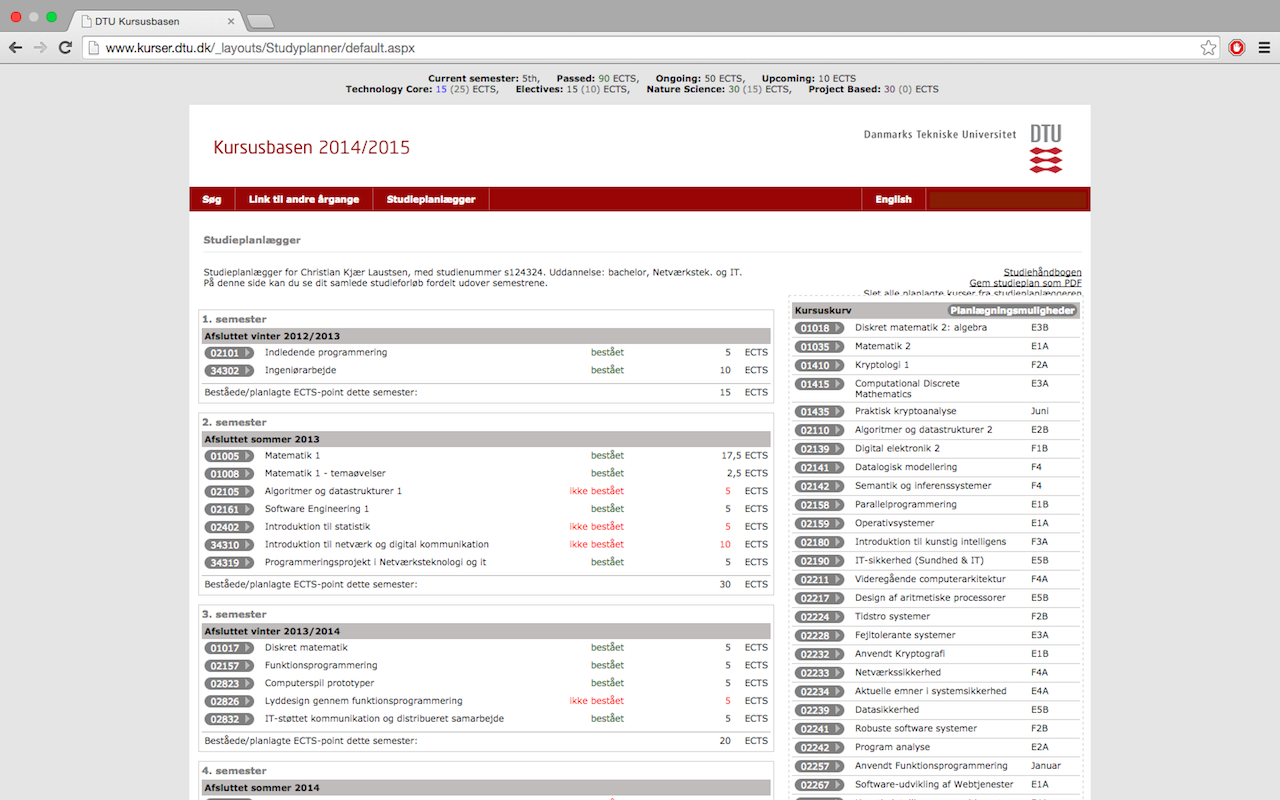 DTU Kursusbasen
www.kurser.dtu.dk/_layouts/Studyplanner/default.aspx
Current semester: 5th, Passed: 90 ECTS, Ongoing: 50 ECTS, Upcoming: 10 ECTS
Technology Core: 15 (25) ECTS, Electives: 15 (10) ECTS, Nature Science: 30 (15) ECTS, Project Based: 30 (0) ECTS
Kursusbasen 2014/2015
Danmarks Tekniske Universitet
DTU
Søg Link til andre årgange Studieplanlægger English
Studieplanlægger
Studieplanlægger for Christian Kjær Laustsen, med studienummer s124324. Uddannelse: bachelor, Netværkstek. og IT.
På denne side kan du se dit samlede studieforløb fordelt udover semestrene.
Studiehåndbogen
Gem studieplan som PDF
Slet alle planlagte kurser fra studieplanlæggeren
1. semester
Afsluttet vinter 2012/2013
02101 Indledende programmering bestået 5 ECTS
34302 Ingeniørarbejde bestået 10 ECTS
Beståede/planlagte ECTS-point dette semester: 15 ECTS
2. semester
Afsluttet sommer 2013
01005 Matematik 1 bestået 17,5 ECTS
01008 Matematik 1 - temaøvelser bestået 2,5 ECTS
02105 Algoritmer og datastrukturer 1 ikke bestået 5 ECTS
02161 Software Engineering 1 bestået 5 ECTS
02402 Introduktion til statistik ikke bestået 5 ECTS
34310 Introduktion til netværk og digital kommunikation ikke bestået 10 ECTS
34319 Programmeringsprojekt i Netværksteknologi og it bestået 5 ECTS
Beståede/planlagte ECTS-point dette semester: 30 ECTS
3. semester
Afsluttet vinter 2013/2014
01017 Diskret matematik bestået 5 ECTS
02157 Funktionsprogrammering bestået 5 ECTS
02823 Computerspil prototyper bestået 5 ECTS
02826 Lyddesign gennem funktionsprogrammering ikke bestået 5 ECTS
02832 IT-støttet kommunikation og distribueret samarbejde bestået 5 ECTS
Beståede/planlagte ECTS-point dette semester: 20 ECTS
4. semester
Afsluttet sommer 2014
Kursuskurv Planlægningsmuligheder
01018 Diskret matematik 2: algebra E3B
01035 Matematik 2 E1A
01410 Kryptologi 1 F2A
01415 Computational Discrete E3A
Mathematics
01435 Praktisk kryptoanalyse Juni
02110 Algoritmer og datastrukturer 2 E2B
02139 Digital elektronik 2 F1B
02141 Datalogisk modellering F4
02142 Semantik og inferenssystemer F4
02158 Parallelprogrammering E1B
02159 Operativsystemer E1A
02180 Introduktion til kunstig intelligens F3A
02190 IT-sikkerhed (Sundhed & IT) E5B
02211 Videregående computerarkitektur F4A
02217 Design af aritmetiske processorer E5B
02224 Tidstro systemer F2B
02228 Fejltolerante systemer E3A
02232 Anvendt Kryptografi E1B
02233 Netværkssikkerhed F4A
02234 Aktuelle emner i systemsikkerhed E4A
02239 Datasikkerhed E5B
02241 Robuste software systemer F2B
02242 Program analyse E2A
02257 Anvendt Funktionsprogrammering Januar
02267 Software-udvikling af Webtjenester E1A